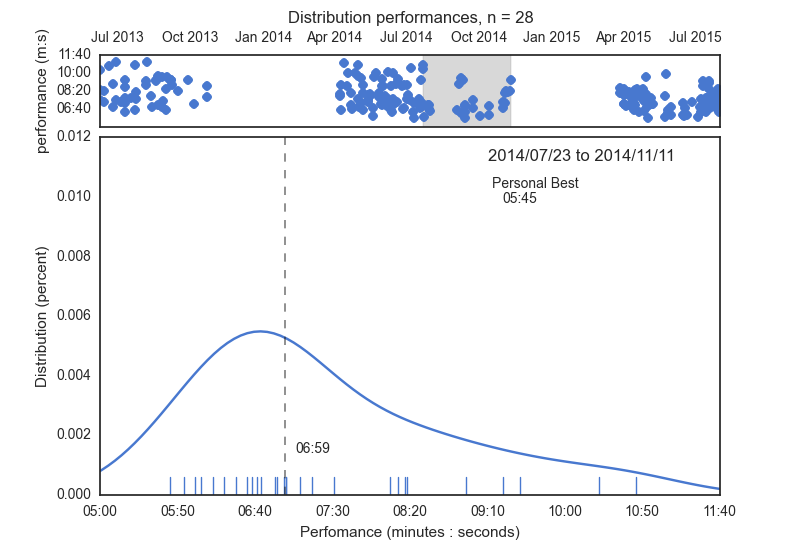 Distribution performances, n = 28
Jul 2013 Oct 2013 Jan 2014 Apr 2014 Jul 2014 Oct 2014 Jan 2015 Apr 2015 Jul 2015
performance (m:s)
11:40
10:00
08:20
06:40
0.012
0.010
0.008
0.006
0.004
0.002
0.000
Distribution (percent)
2014/07/23 to 2014/11/11
Personal Best
05:45
06:59
05:00 05:50 06:40 07:30 08:20 09:10 10:00 10:50 11:40
Perfomance (minutes : seconds)